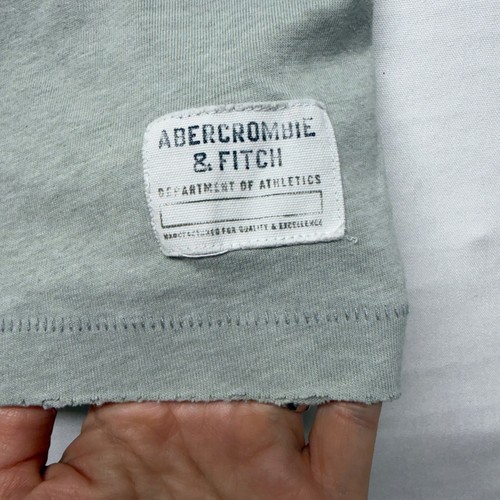 ABERCROMBIE
& FITCH
DEPARTMENT OF ATHLETICS
MANUFACTURED FOR QUALITY & EXCELLENCE